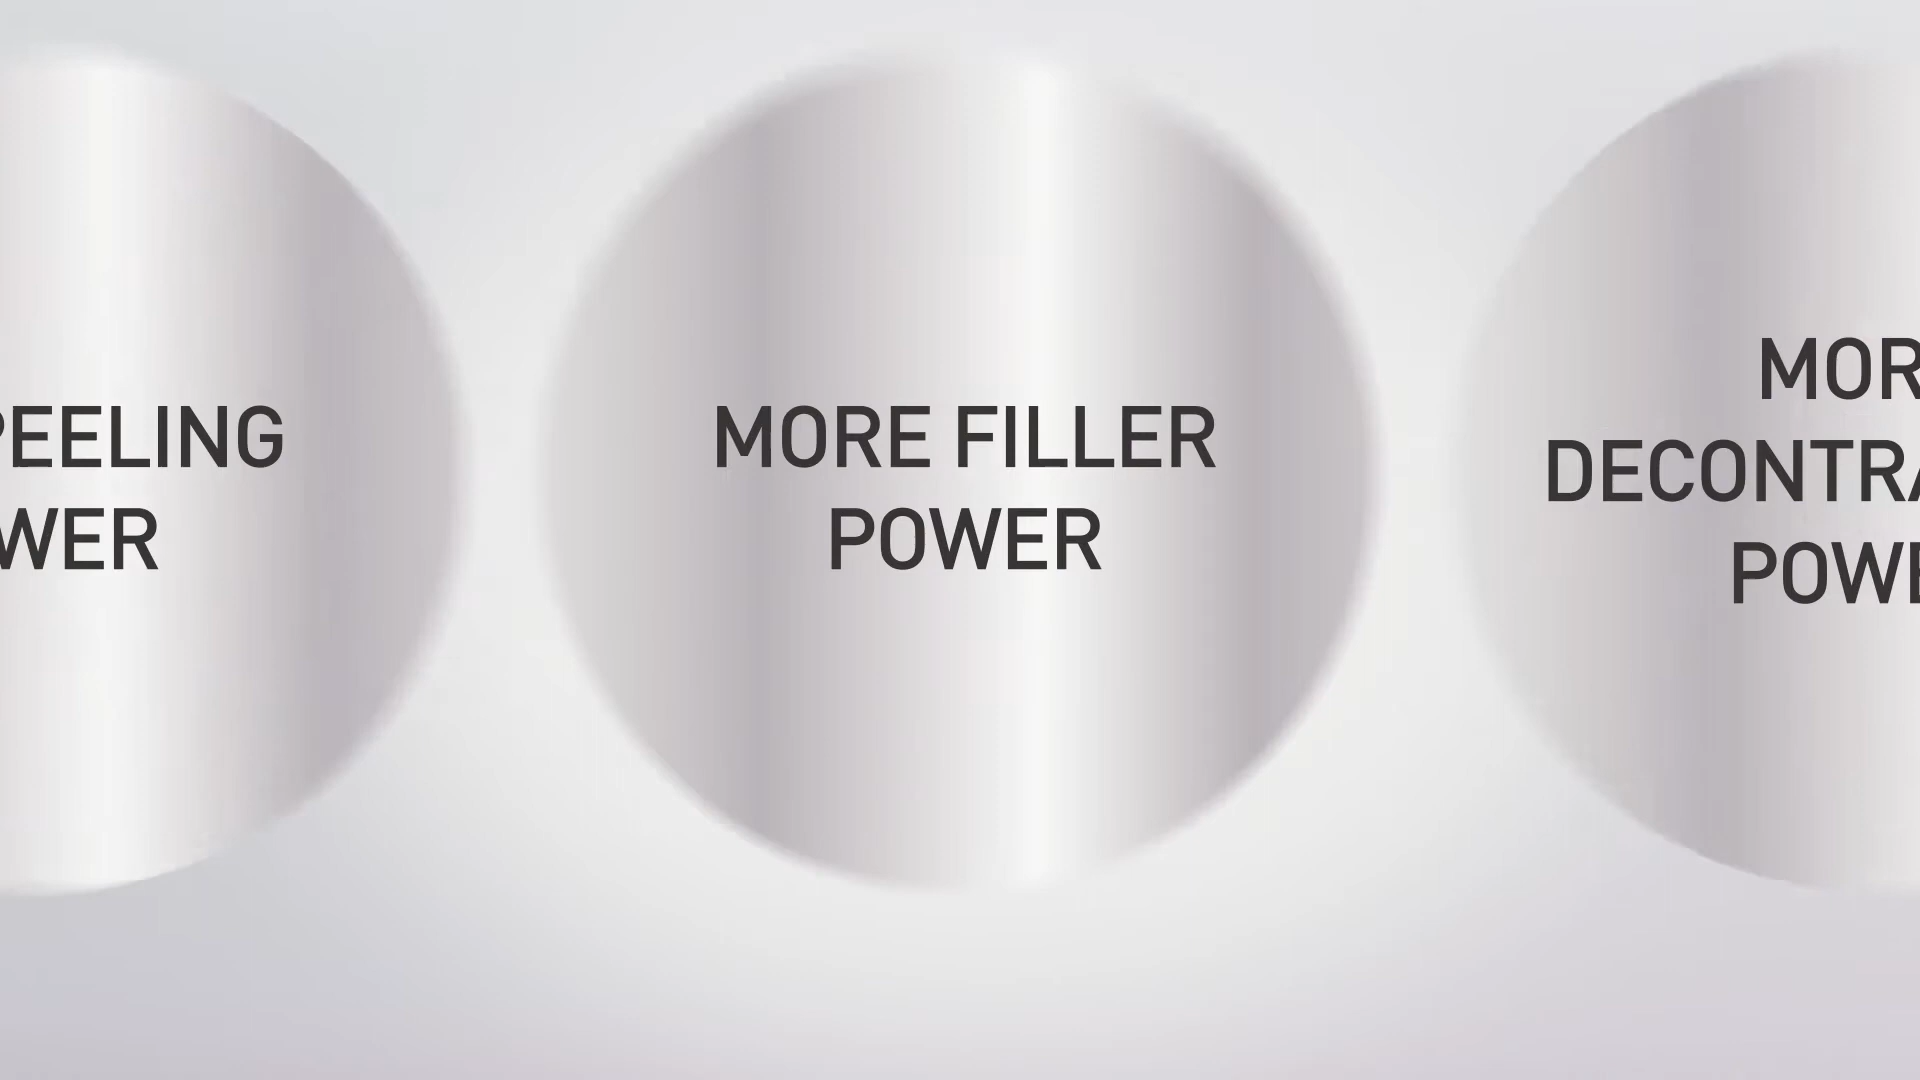 PEELING
WER
MORE FILLER
POWER
MOR
DECONTRA
POWE